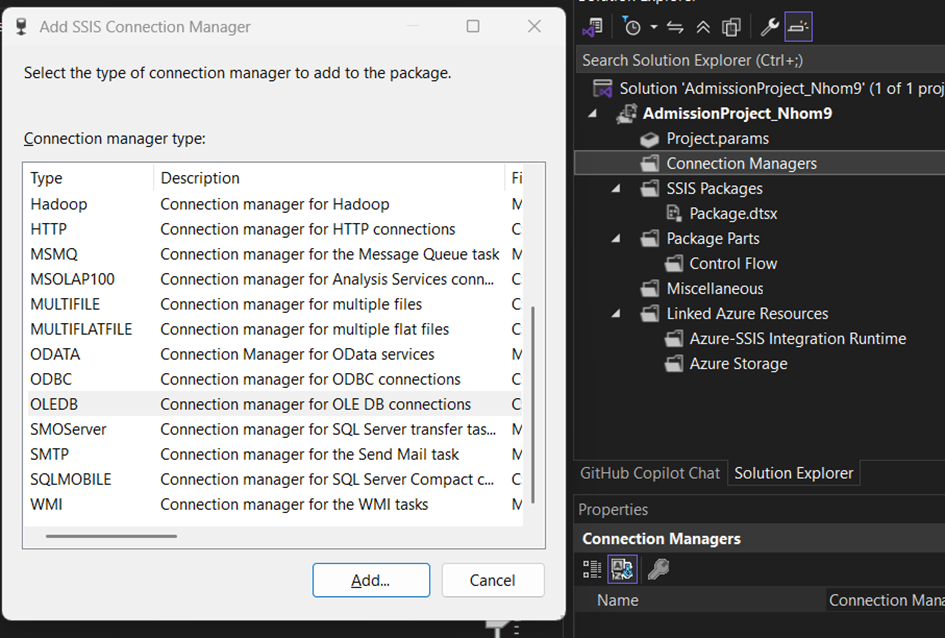 Add SSIS Connection Manager
Select the type of connection manager to add to the package.
Connection manager type:
Type Description Fi
Hadoop Connection manager for Hadoop M
HTTP Connection manager for HTTP connections C
MSMQ Connection manager for the Message Queue task M
MSOLAP100 Connection manager for Analysis Services conn... C
MULTIFILE Connection manager for multiple files C
MULTIFLATFILE Connection manager for multiple flat files C
ODATA Connection Manager for OData services M
ODBC Connection manager for ODBC connections C
OLEDB Connection manager for OLE DB connections C
SMOServer Connection manager for SQL Server transfer tas... M
SMTP Connection manager for the Send Mail task M
SQLMOBILE Connection manager for SQL Server Compact c... C
WMI Connection manager for the WMI tasks M
Add... Cancel
Solution Explorer
Search Solution Explorer (Ctrl+;)
Solution 'AdmissionProject_Nhom9' (1 of 1 proj
AdmissionProject_Nhom9
Project.params
Connection Managers
SSIS Packages
Package.dtsx
Package Parts
Control Flow
Miscellaneous
Linked Azure Resources
Azure-SSIS Integration Runtime
Azure Storage
GitHub Copilot Chat Solution Explorer
Properties
Connection Managers
Name Connection Mana